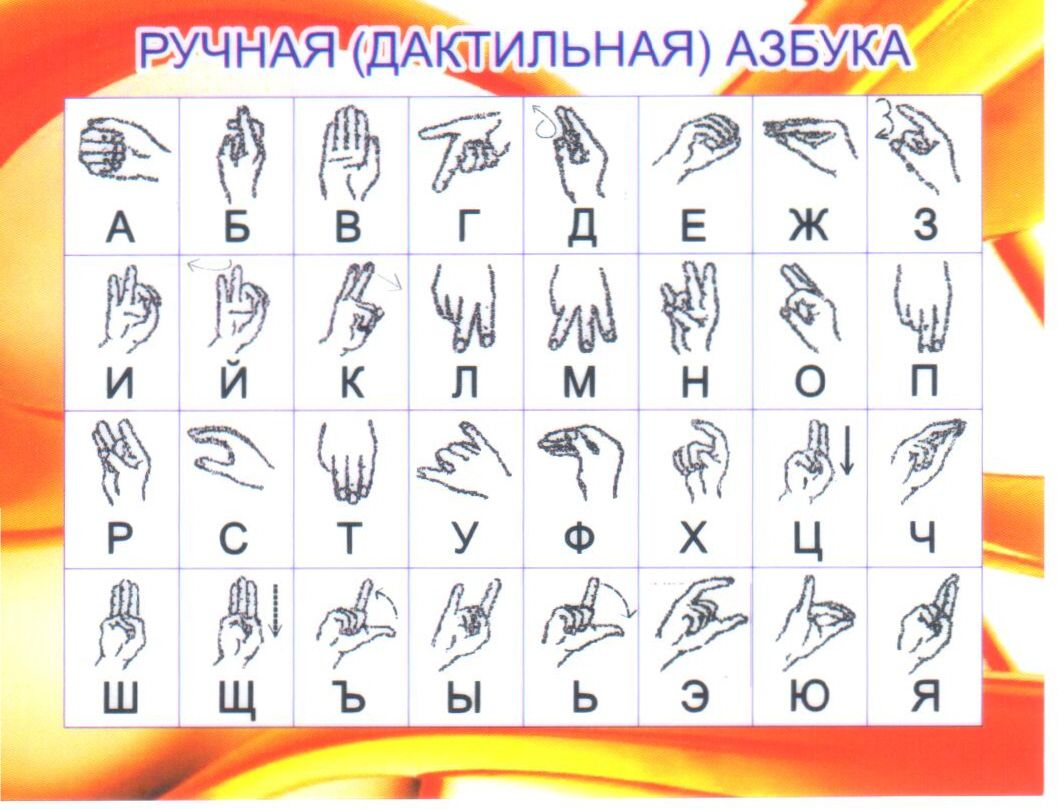 РУЧНАЯ (ДАКТИЛЬНАЯ) АЗБУКА
А Б В Г Д Е Ж З
И Й К Л М Н О П
Р С Т У Ф Х Ц Ч
Ш Щ Ъ Ы Ь Э Ю Я